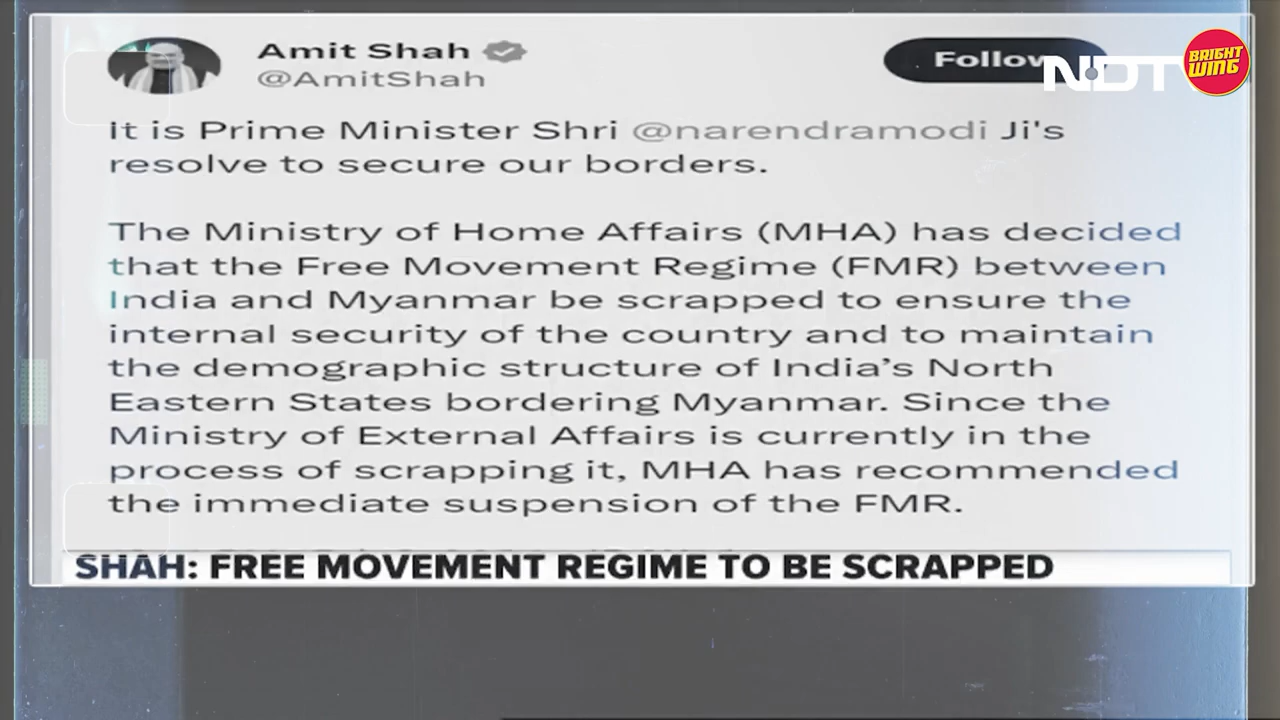 Amit Shah
@AmitShah
Follow
NDTV
BRIGHT
WING
it is Prime Minister Shri @narendramodi Ji's
resolve to secure our borders.
The Ministry of Home Affairs (MHA) has decided
that the Free Movement Regime (FMR) between
India and Myanmar be scrapped to ensure the
internal security of the country and to maintain
the demographic structure of India’s North
Eastern States bordering Myanmar. Since the
Ministry of External Affairs is currently in the
process of scrapping it, MHA has recommended
the immediate suspension of the FMR.
SHAH: FREE MOVEMENT REGIME TO BE SCRAPPED